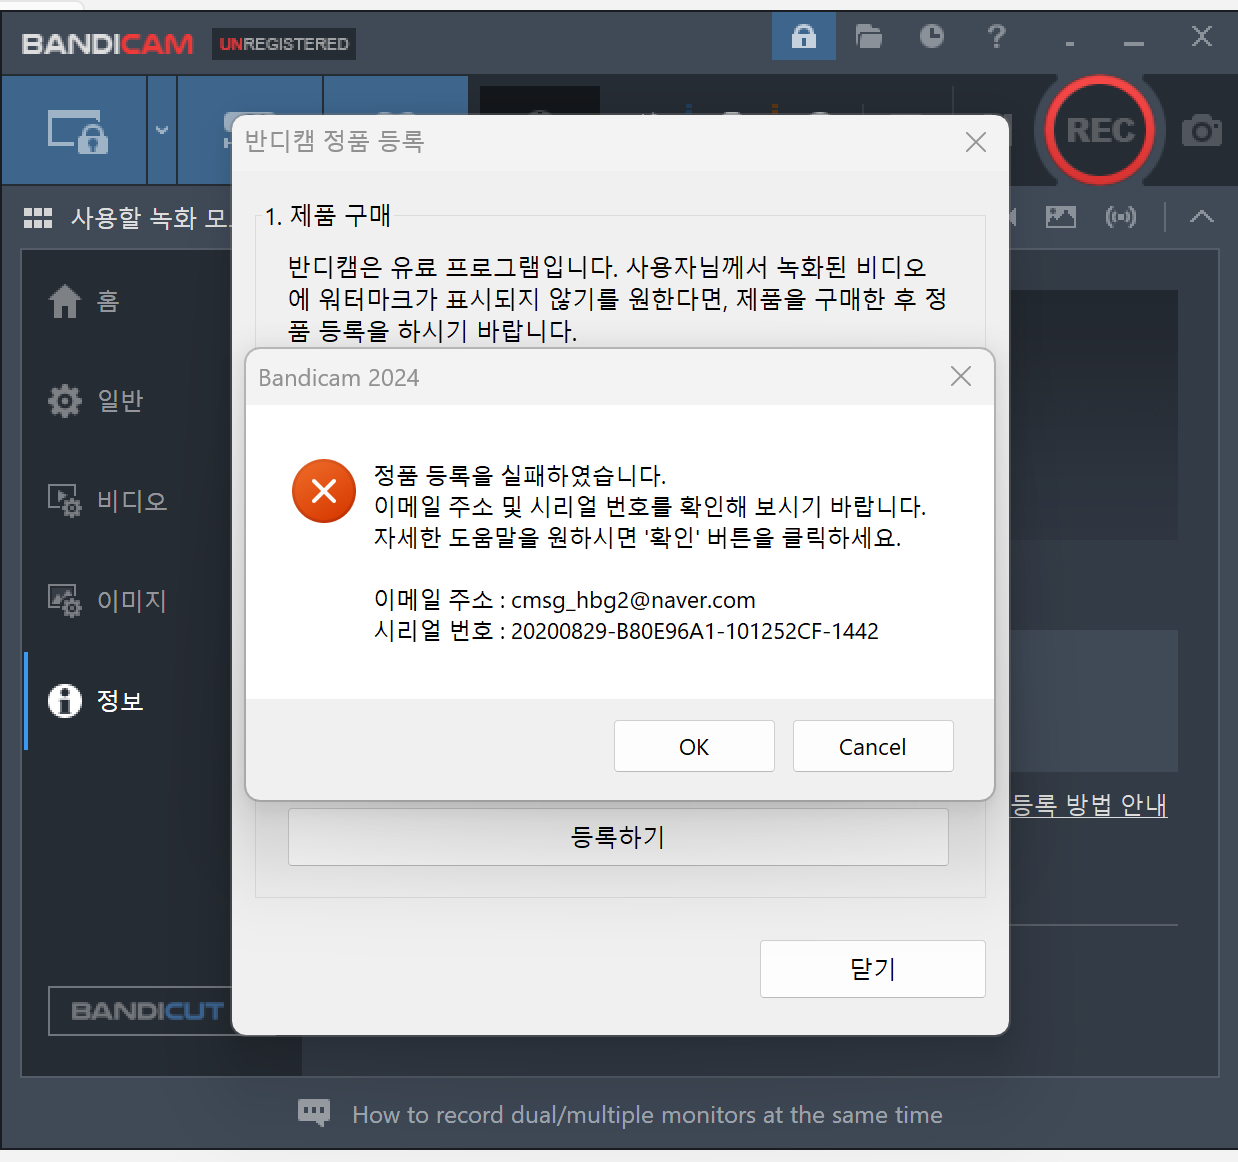 BANDICAM UNREGISTERED
?
REC
반디캠 정품 등록
사용할 녹화
1. 제품 구매
반디캠은 유료 프로그램입니다. 사용자님께서 녹화된 비디오
에 워터마크가 표시되지 않기를 원한다면, 제품을 구매한 후 정
품 등록을 하시기 바랍니다.
홈
일반
비디오
이미지
정보
Bandicam 2024
정품 등록을 실패하였습니다.
이메일 주소 및 시리얼 번호를 확인해 보시기 바랍니다.
자세한 도움말을 원하시면 '확인' 버튼을 클릭하세요.
이메일 주소 : cmsg_hbg2@naver.com
시리얼 번호 : 20200829-B80E96A1-101252CF-1442
OK
Cancel
등록 방법 안내
등록하기
닫기
BANDICUT
How to record dual/multiple monitors at the same time